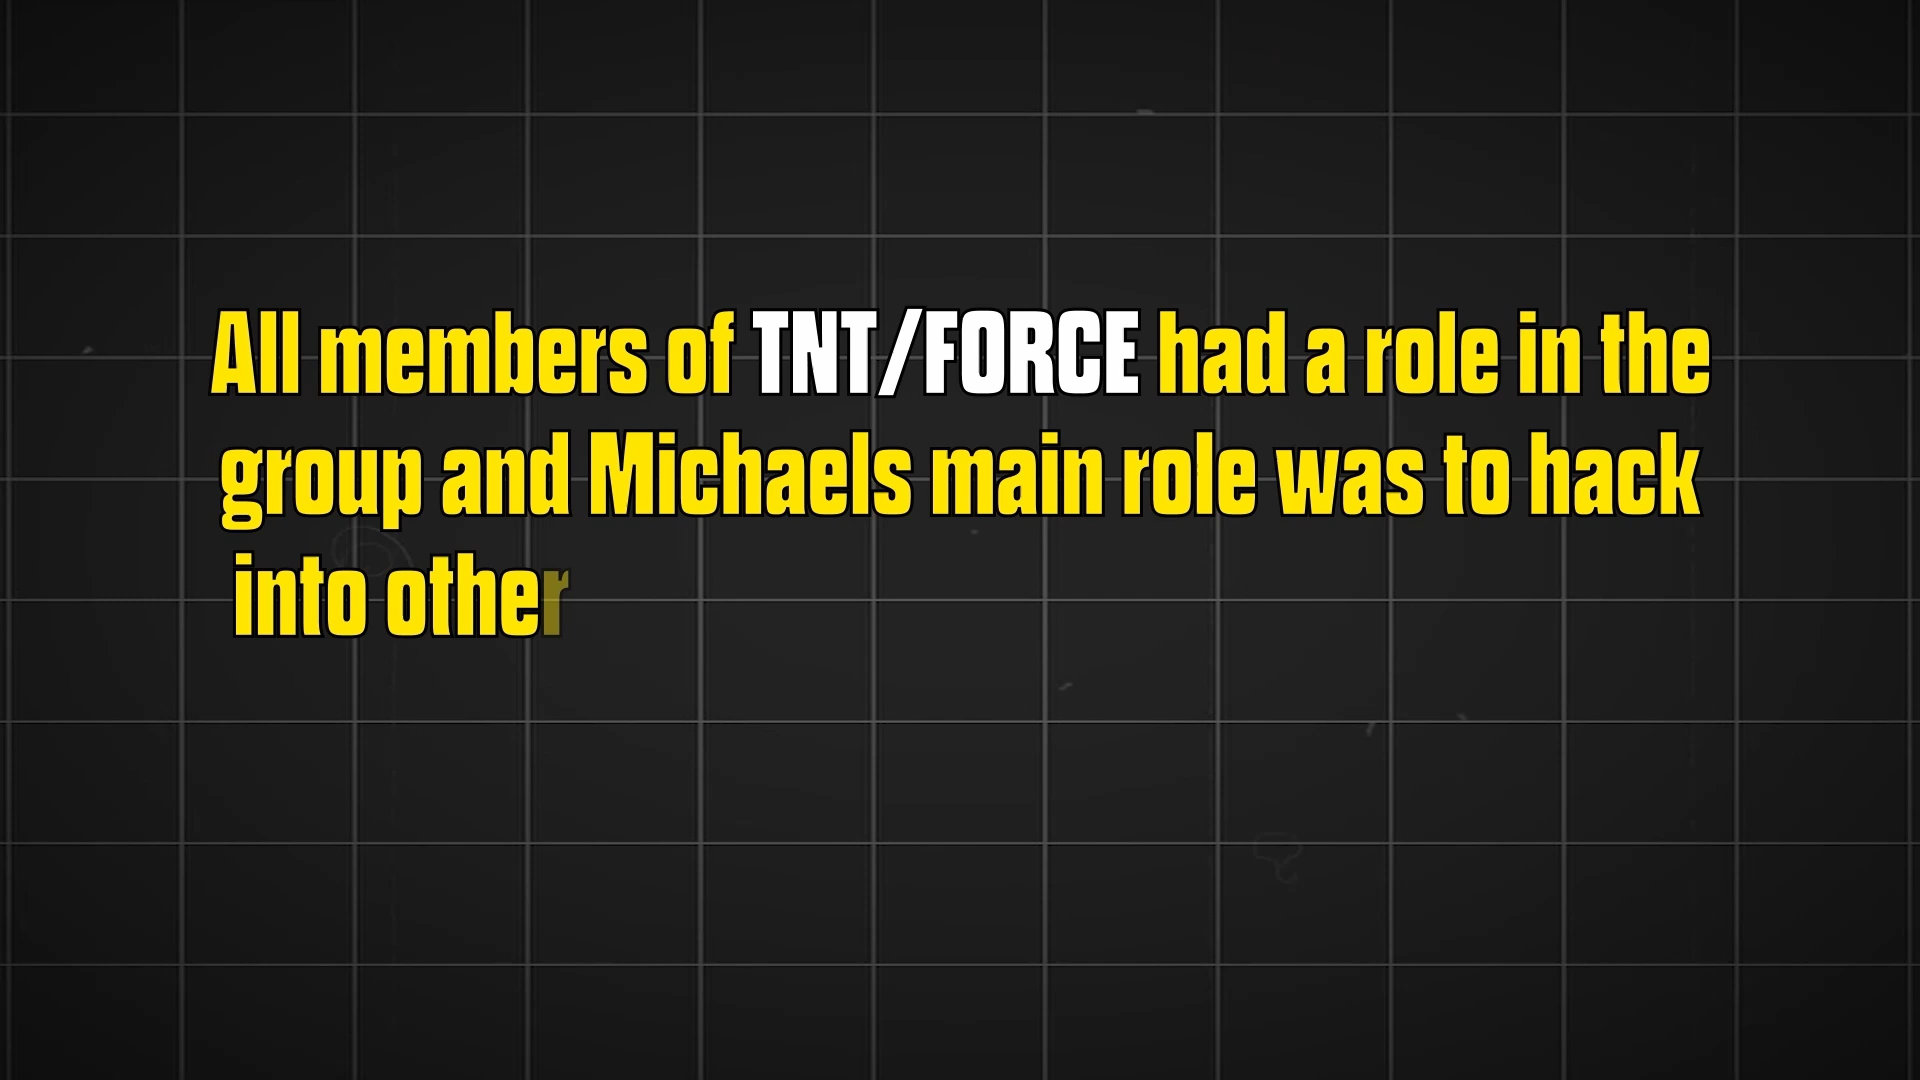 All members of TNT/FORCE had a role in the
group and Michaels main role was to hack
into other